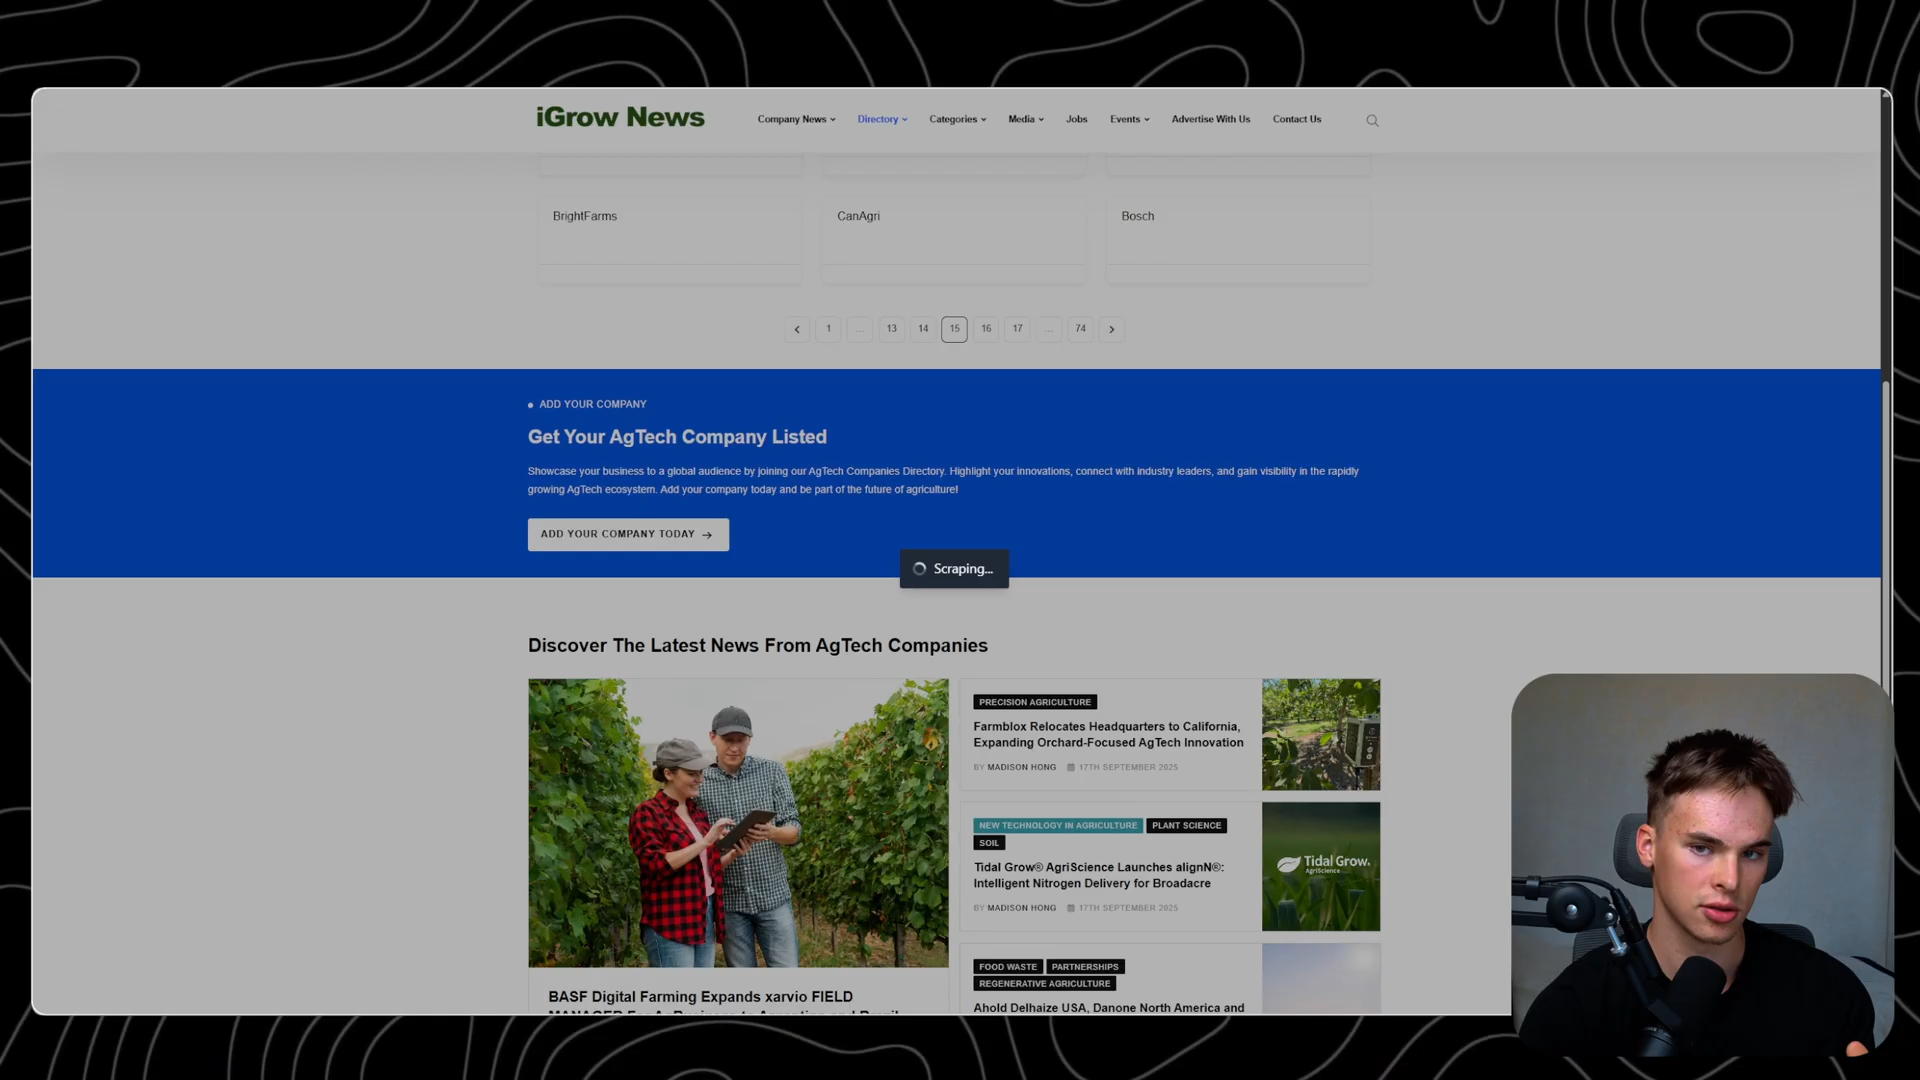 iGrow News
Company News
Directory
Categories
Media
Jobs
Events
Advertise With Us
Contact Us
BrightFarms
CanAgri
Bosch
1 ... 13 14 15 16 17 ... 74
ADD YOUR COMPANY
Get Your AgTech Company Listed
Showcase your business to a global audience by joining our AgTech Companies Directory. Highlight your innovations, connect with industry leaders, and gain visibility in the rapidly
growing AgTech ecosystem. Add your company today and be part of the future of agriculture!
ADD YOUR COMPANY TODAY
Scraping...
Discover The Latest News From AgTech Companies
BASF Digital Farming Expands xarvio FIELD
PRECISION AGRICULTURE
Farmblox Relocates Headquarters to California,
Expanding Orchard-Focused AgTech Innovation
BY MADISON HONG 17TH SEPTEMBER 2025
NEW TECHNOLOGY IN AGRICULTURE PLANT SCIENCE
SOIL
Tidal Grow® AgriScience Launches alignN®:
Intelligent Nitrogen Delivery for Broadacre
BY MADISON HONG 17TH SEPTEMBER 2025
Tidal Grow.
AgriScience
FOOD WASTE PARTNERSHIPS
REGENERATIVE AGRICULTURE
Ahold Delhaize USA, Danone North America and